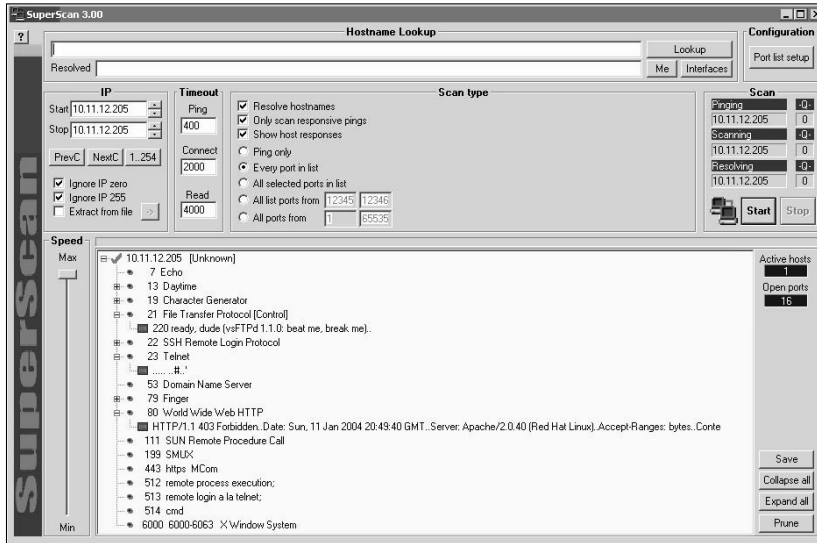 SuperScan 3.00
?
Hostname Lookup
Lookup
Resolved
Me
Interfaces
Configuration
Port list setup
IP
Start 10.11.12.205
Stop 10.11.12.205
PrevC NextC 1..254
Ignore IP zero
Ignore IP 255
Extract from file ->
Timeout
Ping
400
Connect
2000
Read
4000
Scan type
Resolve hostnames
Only scan responsive pings
Show host responses
Ping only
Every port in list
All selected ports in list
All list ports from 12345 12346
All ports from 1 65535
Scan
Pinging -Q-
10.11.12.205 0
Scanning -Q-
10.11.12.205 0
Resolving -Q-
10.11.12.205 0
Start Stop
SuperScan
Speed
Max
Min
10.11.12.205 [Unknown]
7 Echo
13 Daytime
19 Character Generator
21 File Transfer Protocol [Control]
220 ready, dude (vsFTPd 1.1.0: beat me, break me)..
22 SSH Remote Login Protocol
23 Telnet
..... ..#..'
53 Domain Name Server
79 Finger
80 World Wide Web HTTP
HTTP/1.1 403 Forbidden..Date: Sun, 11 Jan 2004 20:49:40 GMT..Server: Apache/2.0.40 (Red Hat Linux)..Accept-Ranges: bytes..Conte
111 SUN Remote Procedure Call
199 SMUX
443 https MCom
512 remote process execution;
513 remote login a la telnet;
514 cmd
6000 6000-6063 X Window System
Active hosts
1
Open ports
16
Save
Collapse all
Expand all
Prune